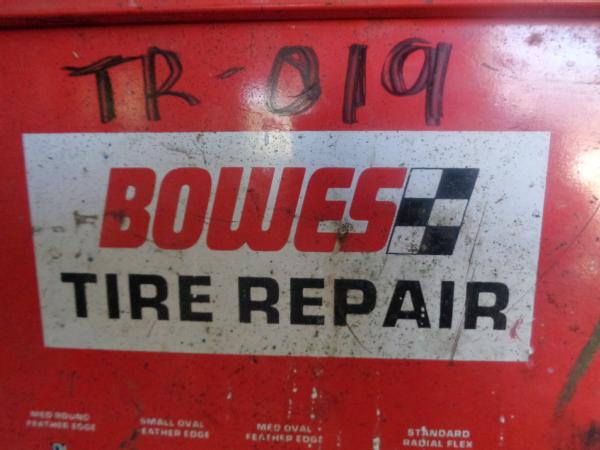 TR-019
BOWES
TIRE REPAIR
MED ROUND
FEATHER EDGE
SMALL OVAL
FEATHER EDGE
MED OVAL
FEATHER EDGE
STANDARD
RADIAL FLEX